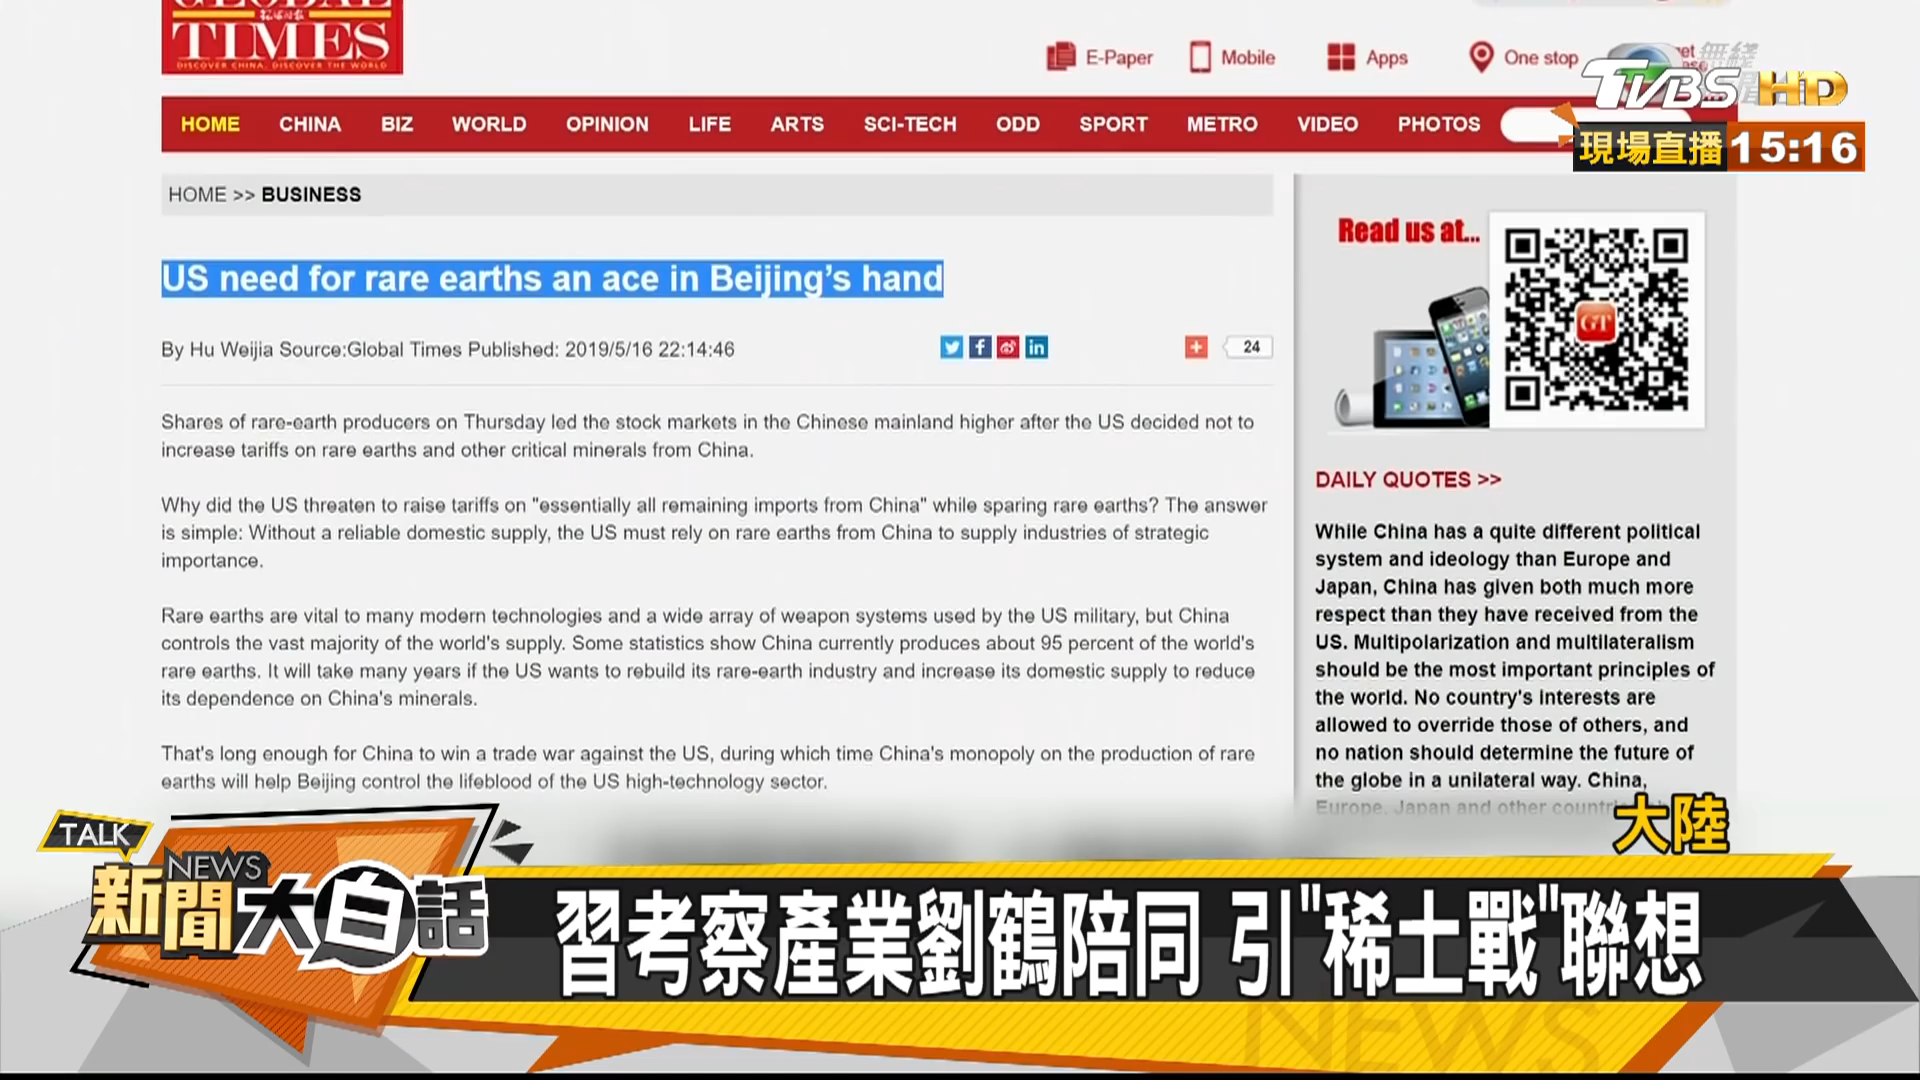 GLOBAL
环球时报
TIMES
DISCOVER CHINA, DISCOVER THE WORLD
E-Paper
Mobile
Apps
One stop
TVBS HD
現場直播 15:16
HOME CHINA BIZ WORLD OPINION LIFE ARTS SCI-TECH ODD SPORT METRO VIDEO PHOTOS
HOME >> BUSINESS
US need for rare earths an ace in Beijing’s hand
By Hu Weijia Source:Global Times Published: 2019/5/16 22:14:46
24
Shares of rare-earth producers on Thursday led the stock markets in the Chinese mainland higher after the US decided not to
increase tariffs on rare earths and other critical minerals from China.
Why did the US threaten to raise tariffs on "essentially all remaining imports from China" while sparing rare earths? The answer
is simple: Without a reliable domestic supply, the US must rely on rare earths from China to supply industries of strategic
importance.
Rare earths are vital to many modern technologies and a wide array of weapon systems used by the US military, but China
controls the vast majority of the world's supply. Some statistics show China currently produces about 95 percent of the world's
rare earths. It will take many years if the US wants to rebuild its rare-earth industry and increase its domestic supply to reduce
its dependence on China's minerals.
That's long enough for China to win a trade war against the US, during which time China's monopoly on the production of rare
earths will help Beijing control the lifeblood of the US high-technology sector.
Read us at...
GT
DAILY QUOTES >>
While China has a quite different political
system and ideology than Europe and
Japan, China has given both much more
respect than they have received from the
US. Multipolarization and multilateralism
should be the most important principles of
the world. No country's interests are
allowed to override those of others, and
no nation should determine the future of
the globe in a unilateral way. China,
Europe, Japan and other
大陸
TALK
NEWS
新聞大白話
習考察產業劉鶴陪同 引"稀土戰"聯想
NEWS